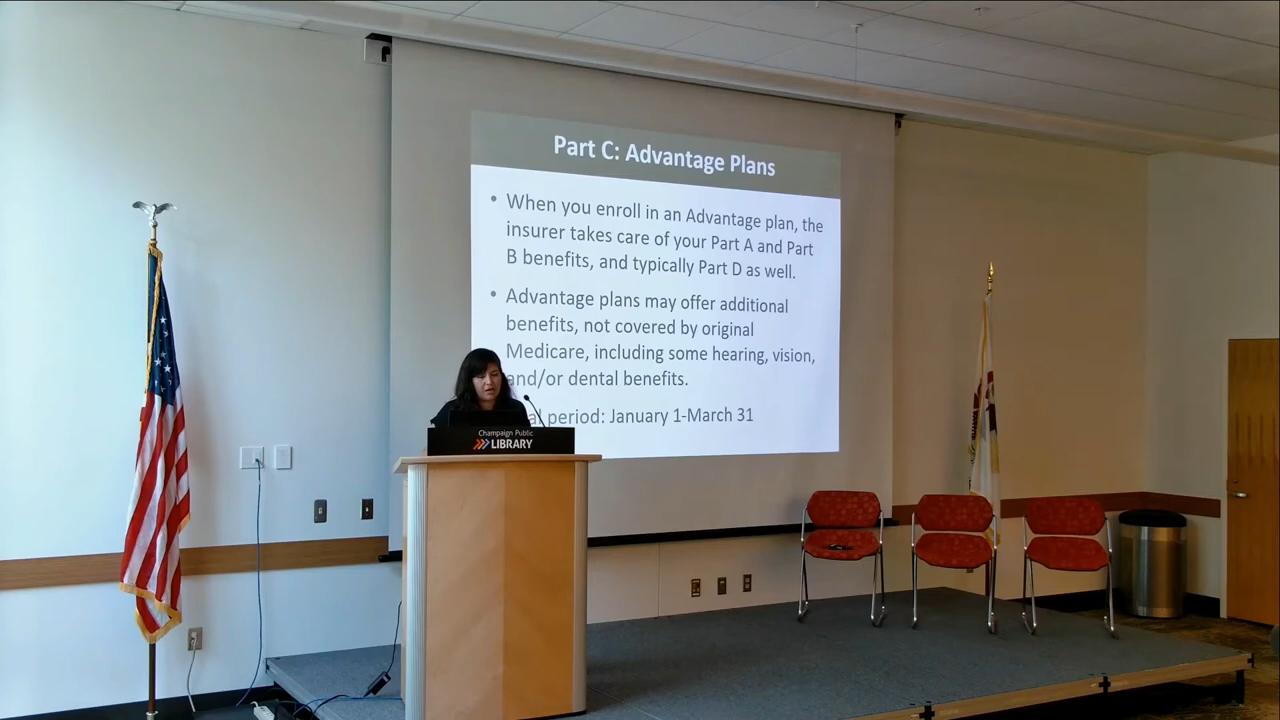 Part C: Advantage Plans
• When you enroll in an Advantage plan, the
insurer takes care of your Part A and Part
B benefits, and typically Part D as well.
• Advantage plans may offer additional
benefits, not covered by original
Medicare, including some hearing, vision,
and/or dental benefits.
period: January 1-March 31
Champaign Public
LIBRARY